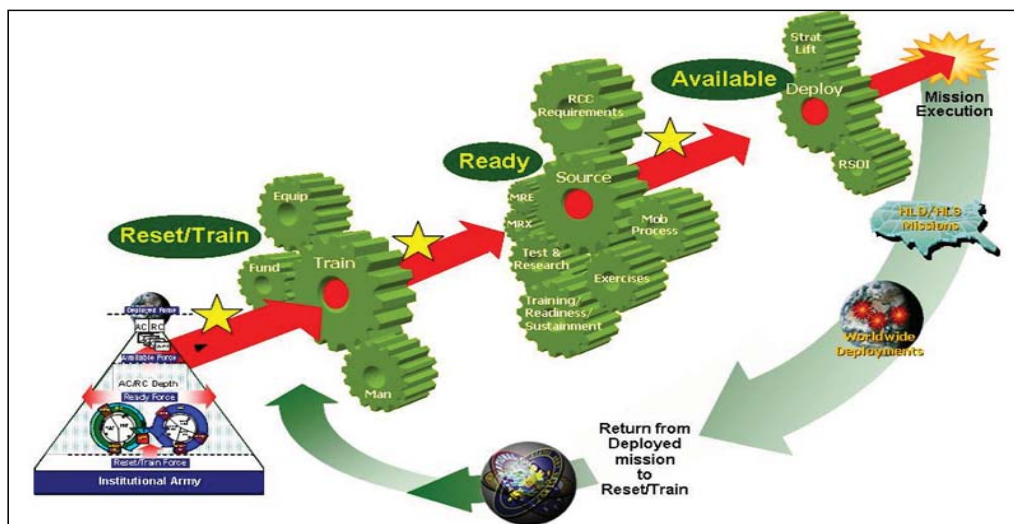 Strat
Lift
Available
Deploy
Mission
Execution
RCC
Requirements
RSOI
Ready
Source
MRE
MRX
Mob
Process
HLD/HLS
Missions
Equip
Reset/Train
Fund
Train
Test &
Research
Exercises
Training/
Readiness/
Sustainment
Worldwide
Deployments
Deployed Force
AC RC
Available Force
AC/RC Depth
Ready Force
Reset/Train Force
Institutional Army
Man
Return from
Deployed
mission
to
Reset/Train